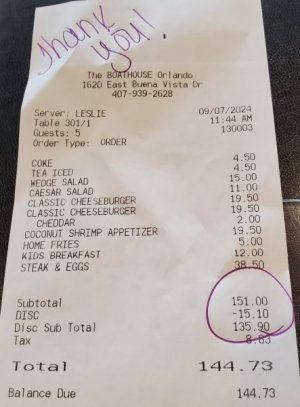 Thank
you!
The BOATHOUSE Orlando
1620 East Buena Vista Dr
407-939-2628
Server: LESLIE 09/07/2024
Table 301/1 11:44 AM
Guests: 5 130003
Order Type: ORDER
COKE 4.50
TEA ICED 4.50
WEDGE SALAD 15.00
CAESAR SALAD 11.00
CLASSIC CHEESEBURGER 19.50
CLASSIC CHEESEBURGER 19.50
CHEDDAR 2.00
COCONUT SHRIMP APPETIZER 19.50
HOME FRIES 5.00
KIDS BREAKFAST 12.00
STEAK & EGGS 38.50
Subtotal 151.00
DISC -15.10
Disc Sub Total 135.90
Tax 8.83
Total 144.73
Balance Due 144.73